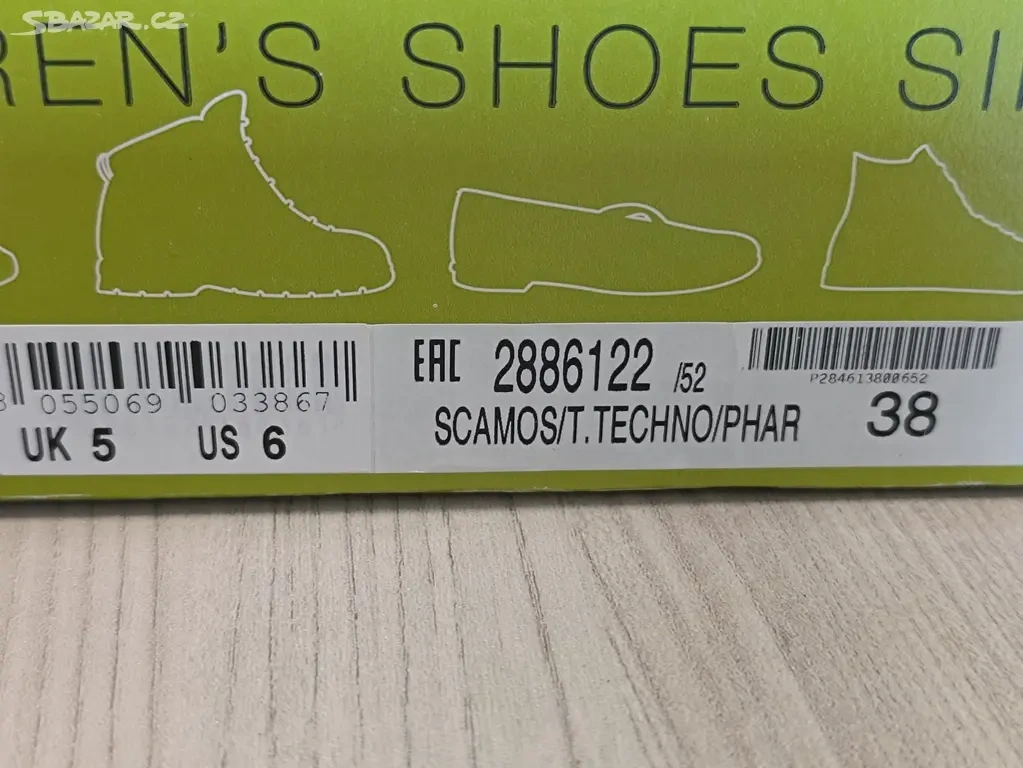 SBAZAR.CZ
REN'S SHOES SI
8 055069 033867
UK 5 US 6
EAC 2886122 /52
SCAMOS/T.TECHNO/PHAR
P284613800652
38